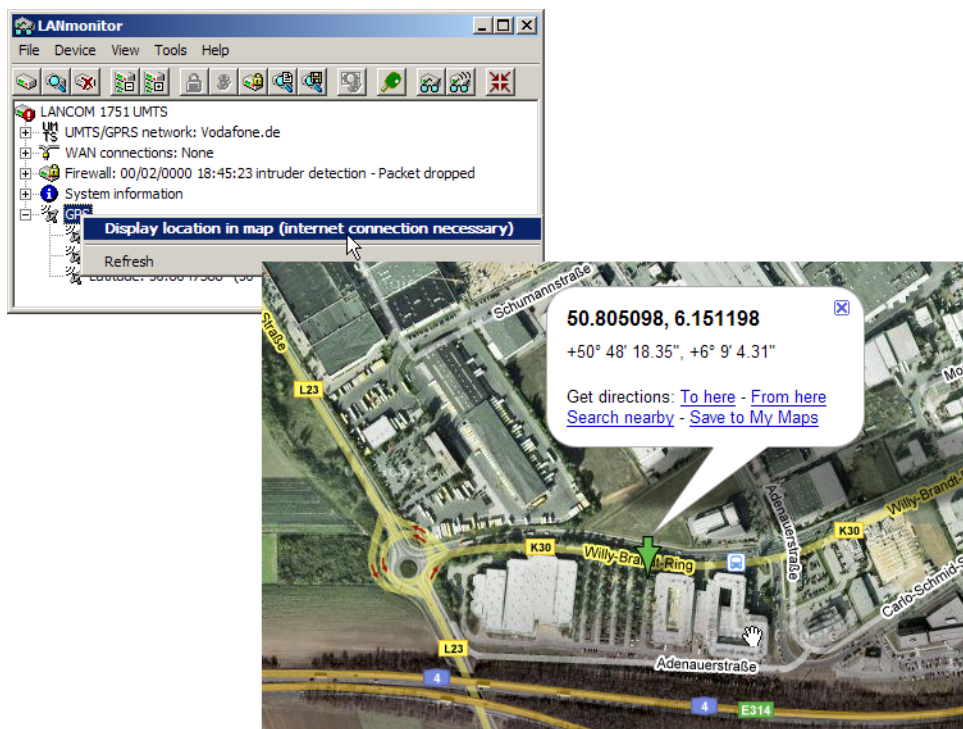 LANmonitor
File Device View Tools Help
LANCOM 1751 UMTS
UMTS/GPRS network: Vodafone.de
WAN connections: None
Firewall: 00/02/0000 18:45:23 intruder detection - Packet dropped
System information
GPS
Display location in map (internet connection necessary)
Refresh
Schumannstraße
Straße
50.805098, 6.151198
+50° 48' 18.35", +6° 9' 4.31"
Get directions: To here - From here
Search nearby - Save to My Maps
L23
Mo
Adenauerstraße
Willy-Brandt-R
K30
K30
Willy-Brandt-Ring
Carlo-Schmid-S
L23
Adenauerstraße
4
4
E314